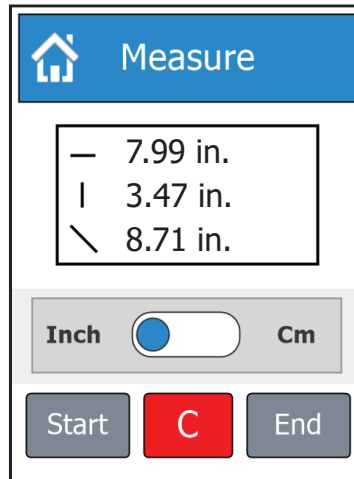 Measure
— 7.99 in.
| 3.47 in.
\ 8.71 in.
Inch Cm
Start C End